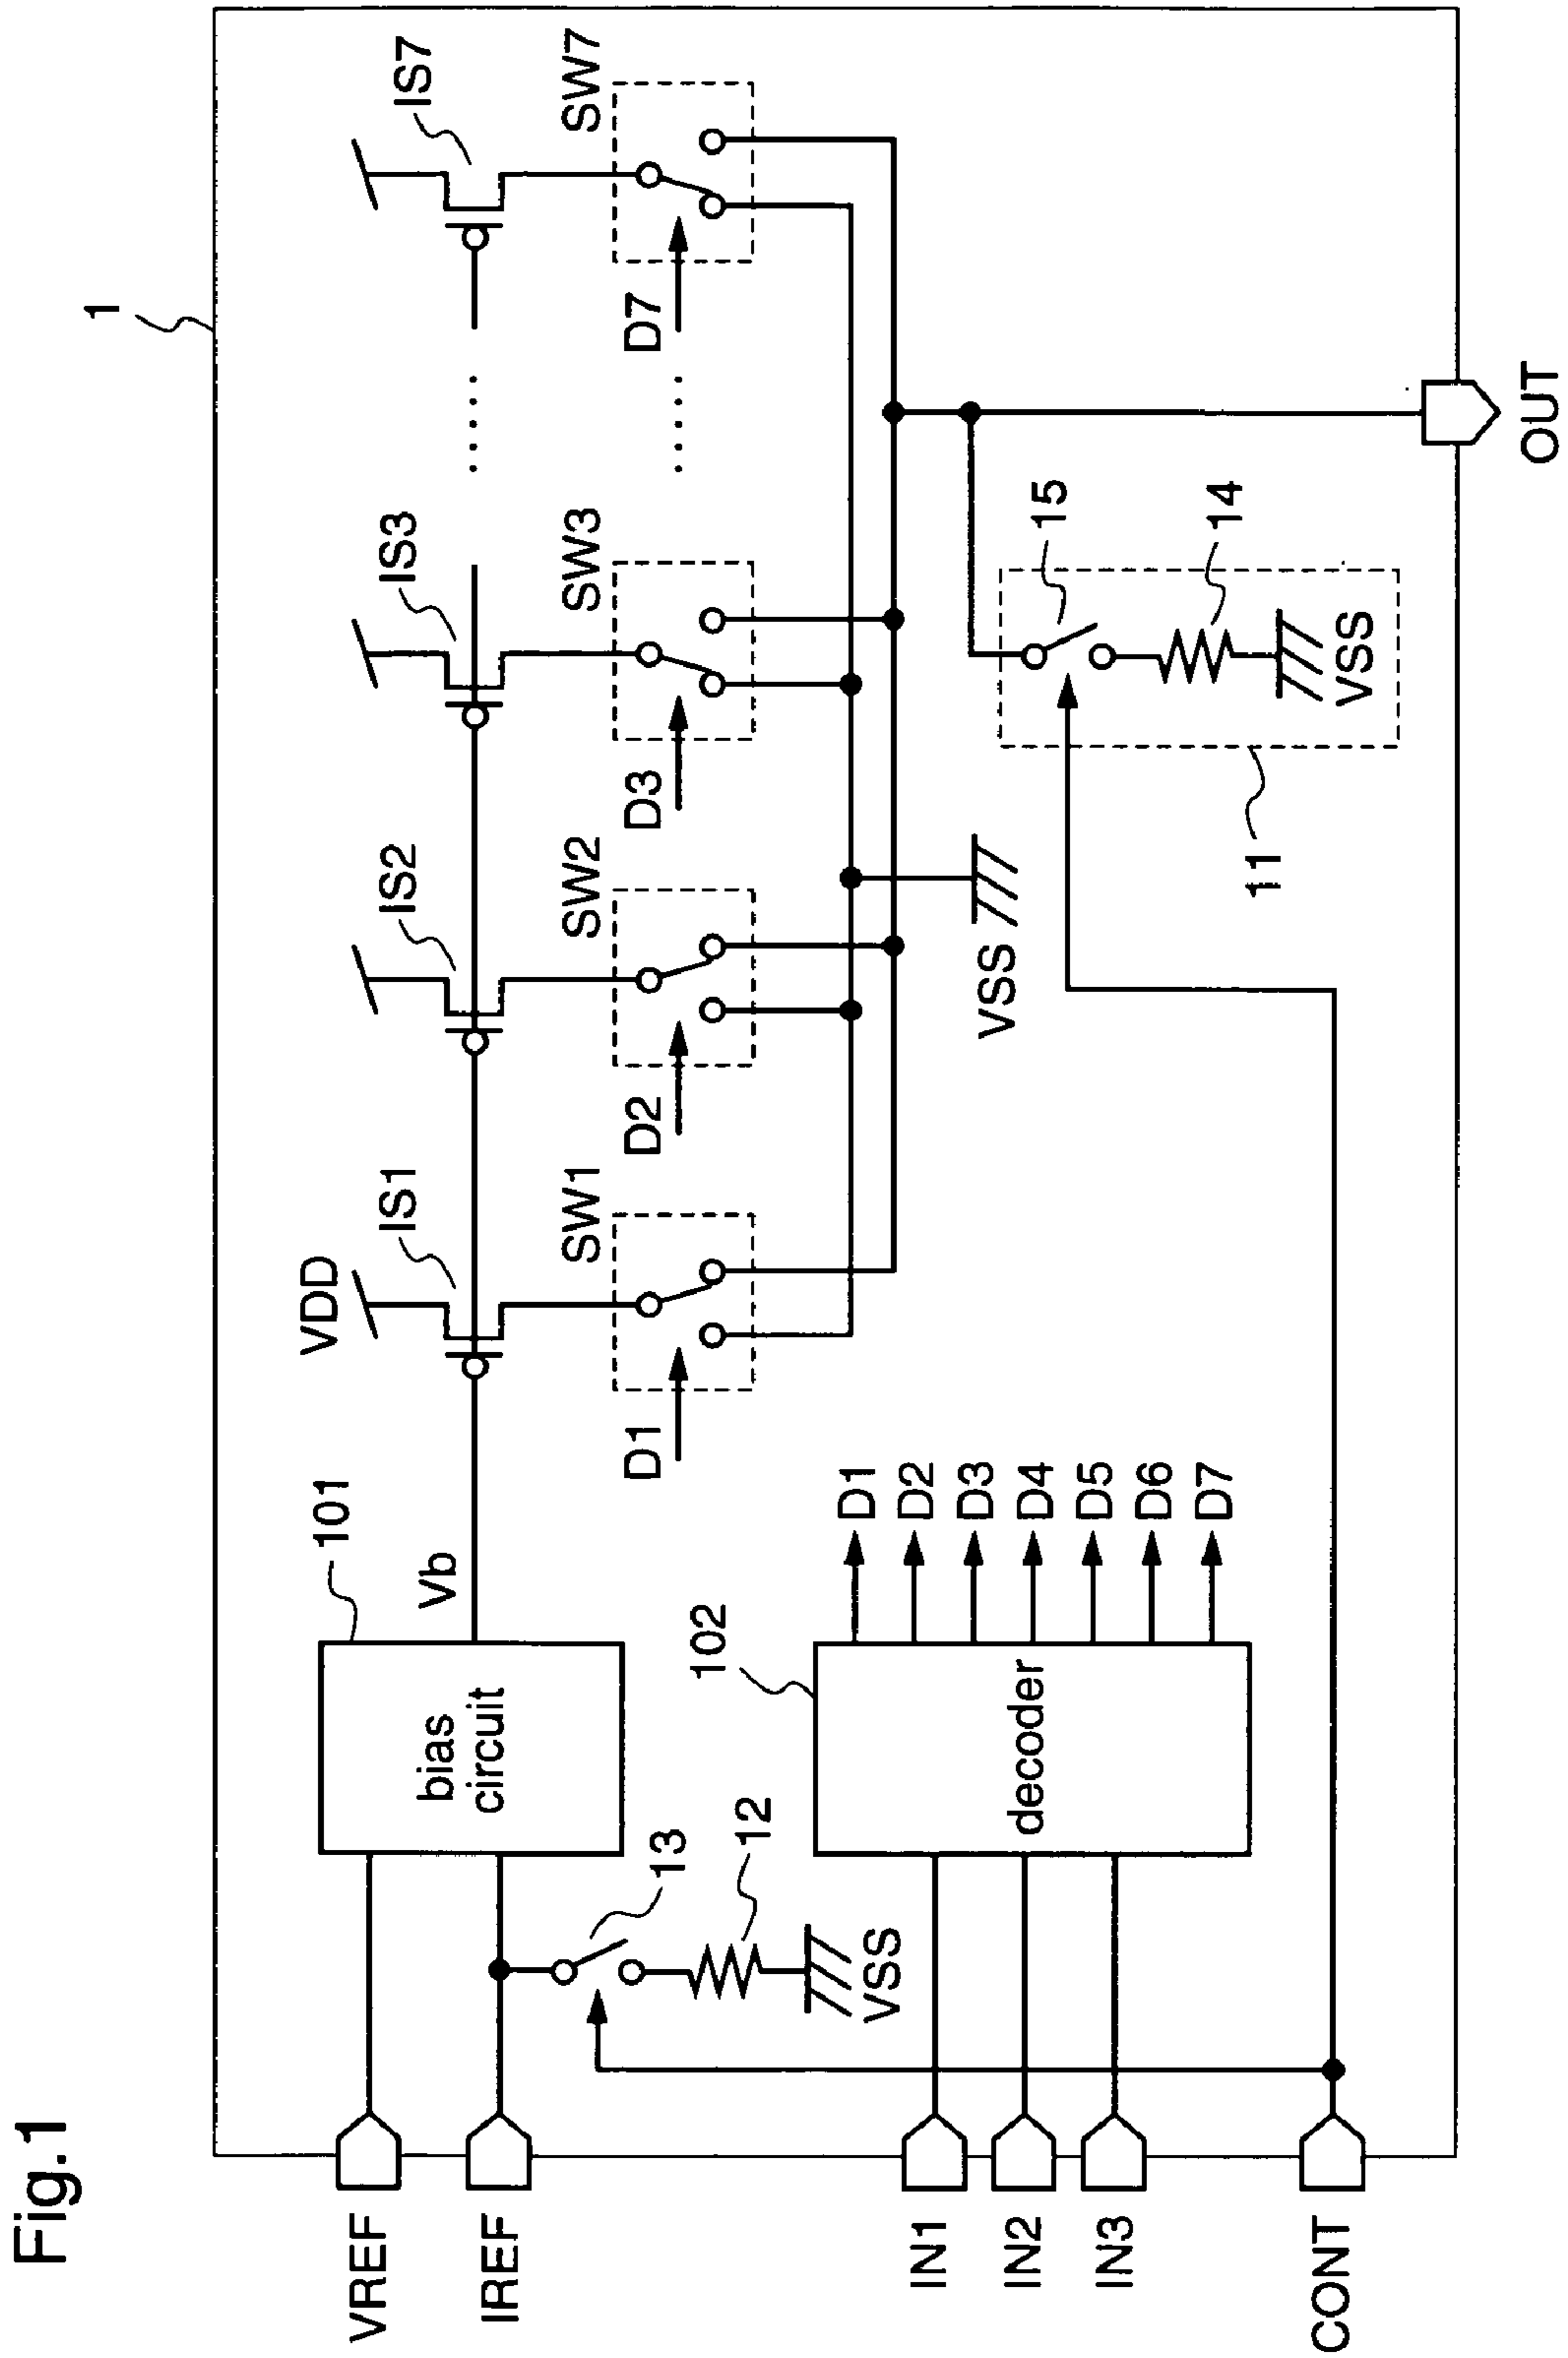 Fig.1
1
VDD
IS1
IS2
IS3
IS7
101
Vb
VREF
bias
circuit
IREF
SW1
SW2
SW3
SW7
D1
D2
D3
D7
13
12
VSS
102
decoder
IN1
IN2
IN3
D1
D2
D3
D4
D5
D6
D7
VSS
15
14
VSS
11
CONT
OUT